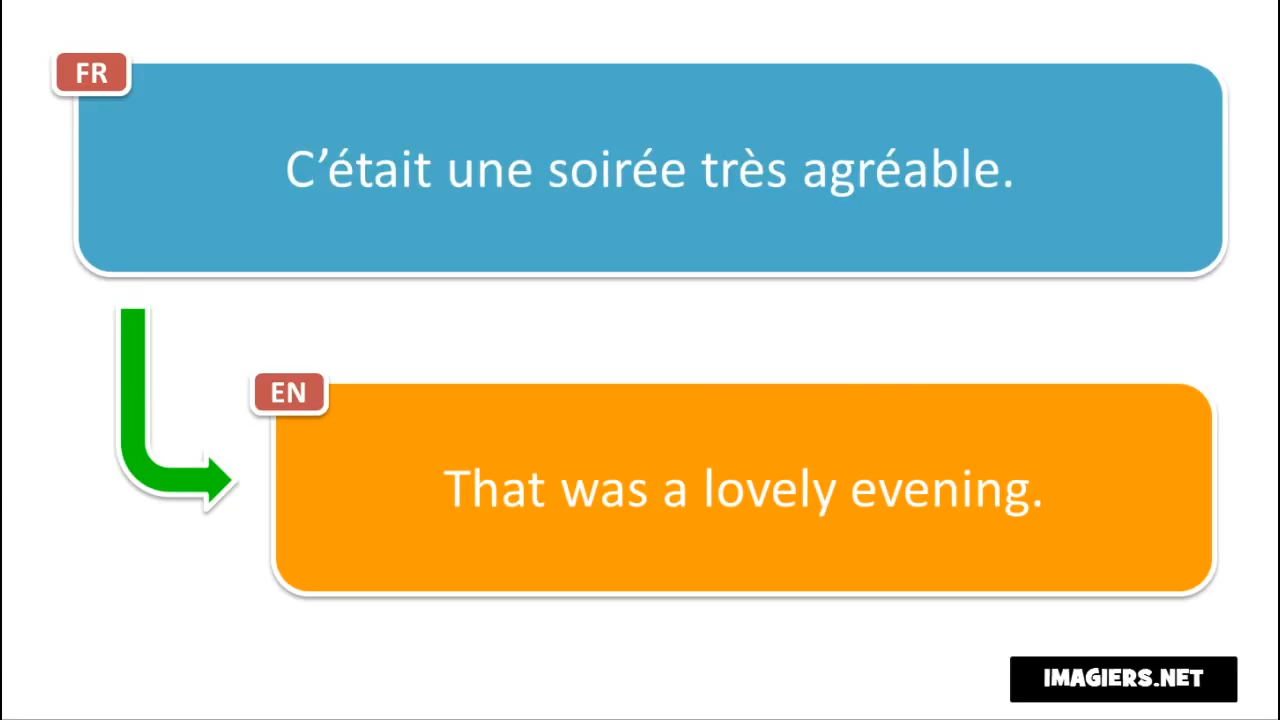 FR
C’était une soirée très agréable.
EN
That was a lovely evening.
IMAGIERS.NET